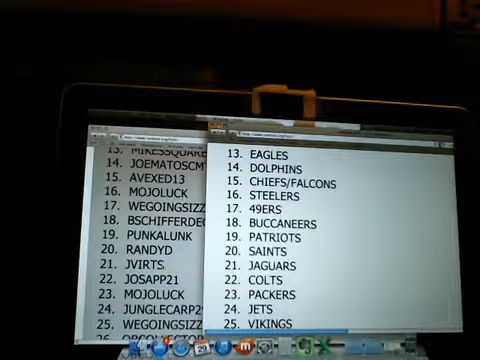 13. MIKESSQUARE
14. JOEMATOSCM
15. AVEXED13
16. MOJOLUCK
17. WEGOINGSIZZ
18. BSCHIFFERDE
19. PUNKALUNK
20. RANDYD
21. JVIRTS
22. JOSAPP21
23. MOJOLUCK
24. JUNGLECARP2
25. WEGOINGSIZZ
13. EAGLES
14. DOLPHINS
15. CHIEFS/FALCONS
16. STEELERS
17. 49ERS
18. BUCCANEERS
19. PATRIOTS
20. SAINTS
21. JAGUARS
22. COLTS
23. PACKERS
24. JETS
25. VIKINGS